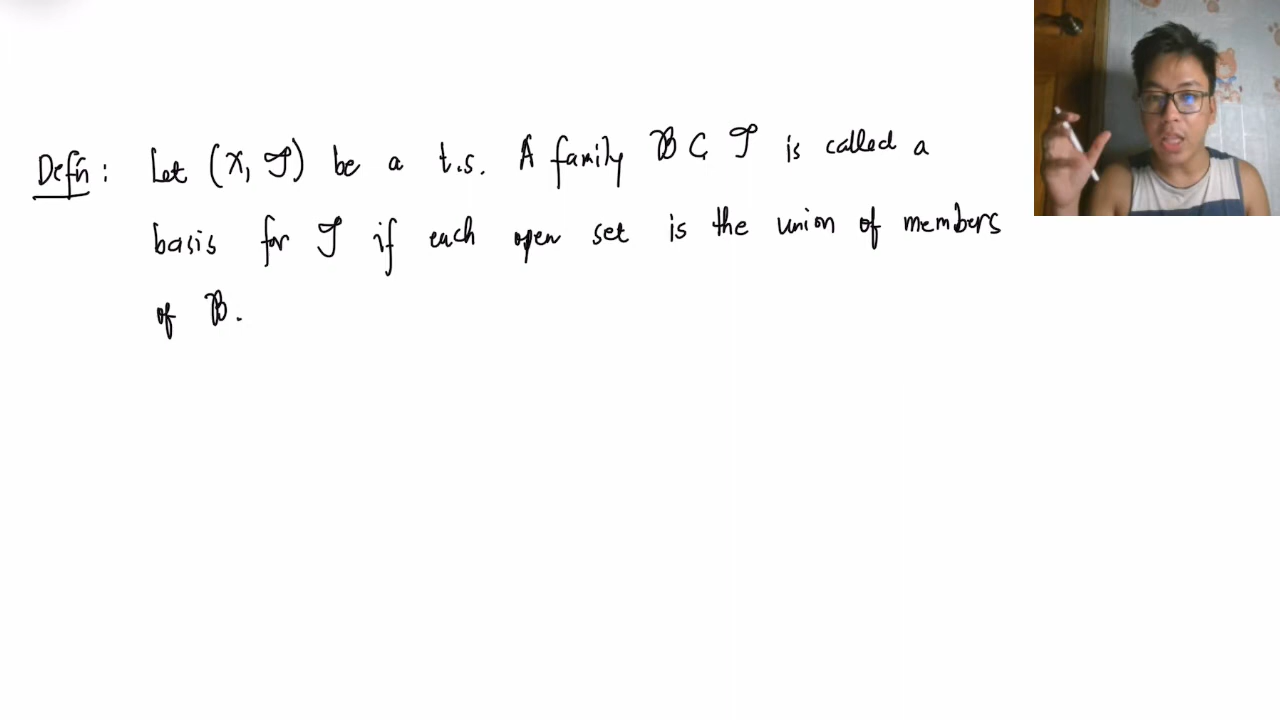 Defn: Let (X, 𝒯) be a t.s. A family ℬ ⊂ 𝒯 is called a
basis for 𝒯 if each open set is the union of members
of ℬ.